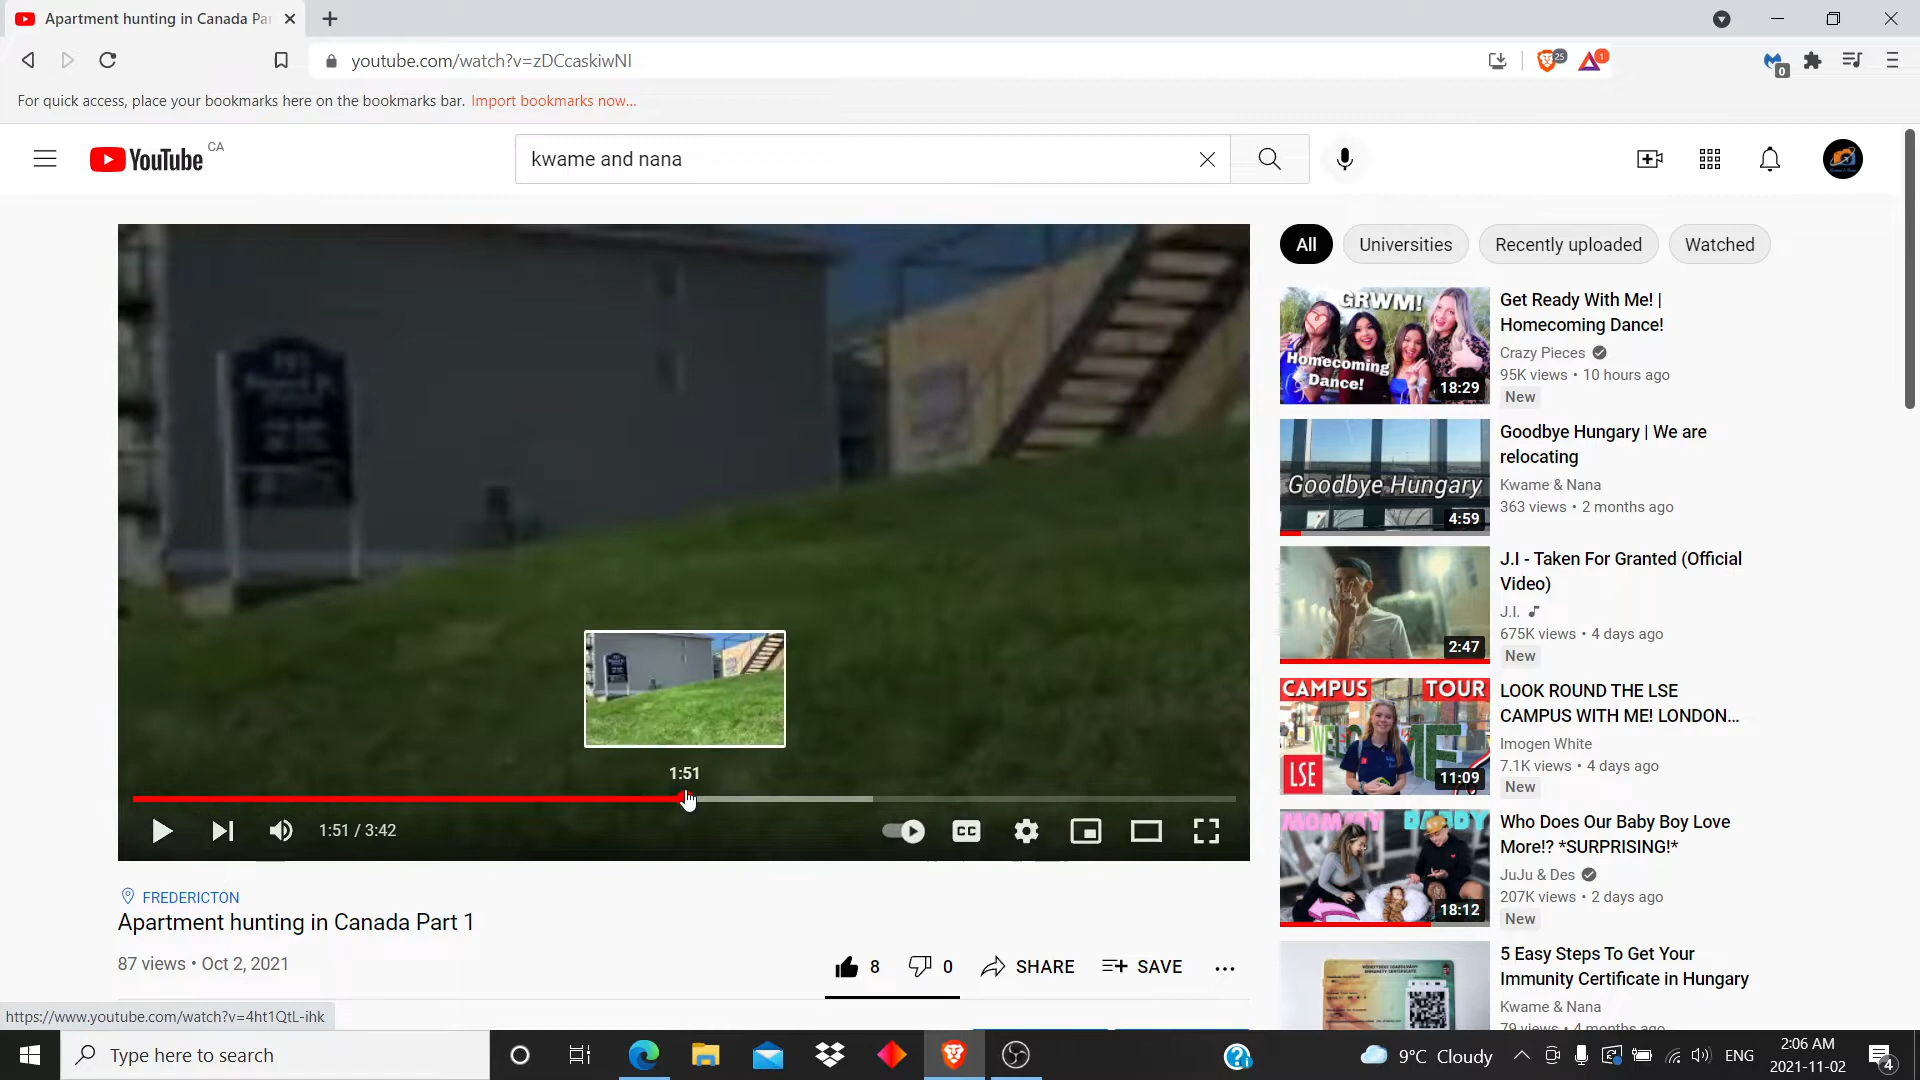 Apartment hunting in Canada Pa
youtube.com/watch?v=zDCcaskiwNI
25
1
0
For quick access, place your bookmarks here on the bookmarks bar. Import bookmarks now...
YouTube CA
kwame and nana
All
Universities
Recently uploaded
Watched
GRWM!
Homecoming
Dance!
18:29
Get Ready With Me! |
Homecoming Dance!
Crazy Pieces
95K views • 10 hours ago
New
Goodbye Hungary
4:59
Goodbye Hungary | We are
relocating
Kwame & Nana
363 views • 2 months ago
2:47
J.I - Taken For Granted (Official
Video)
J.I.
675K views • 4 days ago
New
CAMPUS TOUR
WELCOME
LSE
11:09
LOOK ROUND THE LSE
CAMPUS WITH ME! LONDON...
Imogen White
7.1K views • 4 days ago
New
MOMMY DADDY
18:12
Who Does Our Baby Boy Love
More!? *SURPRISING!*
JuJu & Des
207K views • 2 days ago
New
5 Easy Steps To Get Your
Immunity Certificate in Hungary
Kwame & Nana
79 views • 4 months ago
1:51
1:51 / 3:42
CC
FREDERICTON
Apartment hunting in Canada Part 1
87 views • Oct 2, 2021
8
0
SHARE
SAVE
https://www.youtube.com/watch?v=4ht1QtL-ihk
Type here to search
9°C Cloudy
ENG
2:06 AM
2021-11-02
4